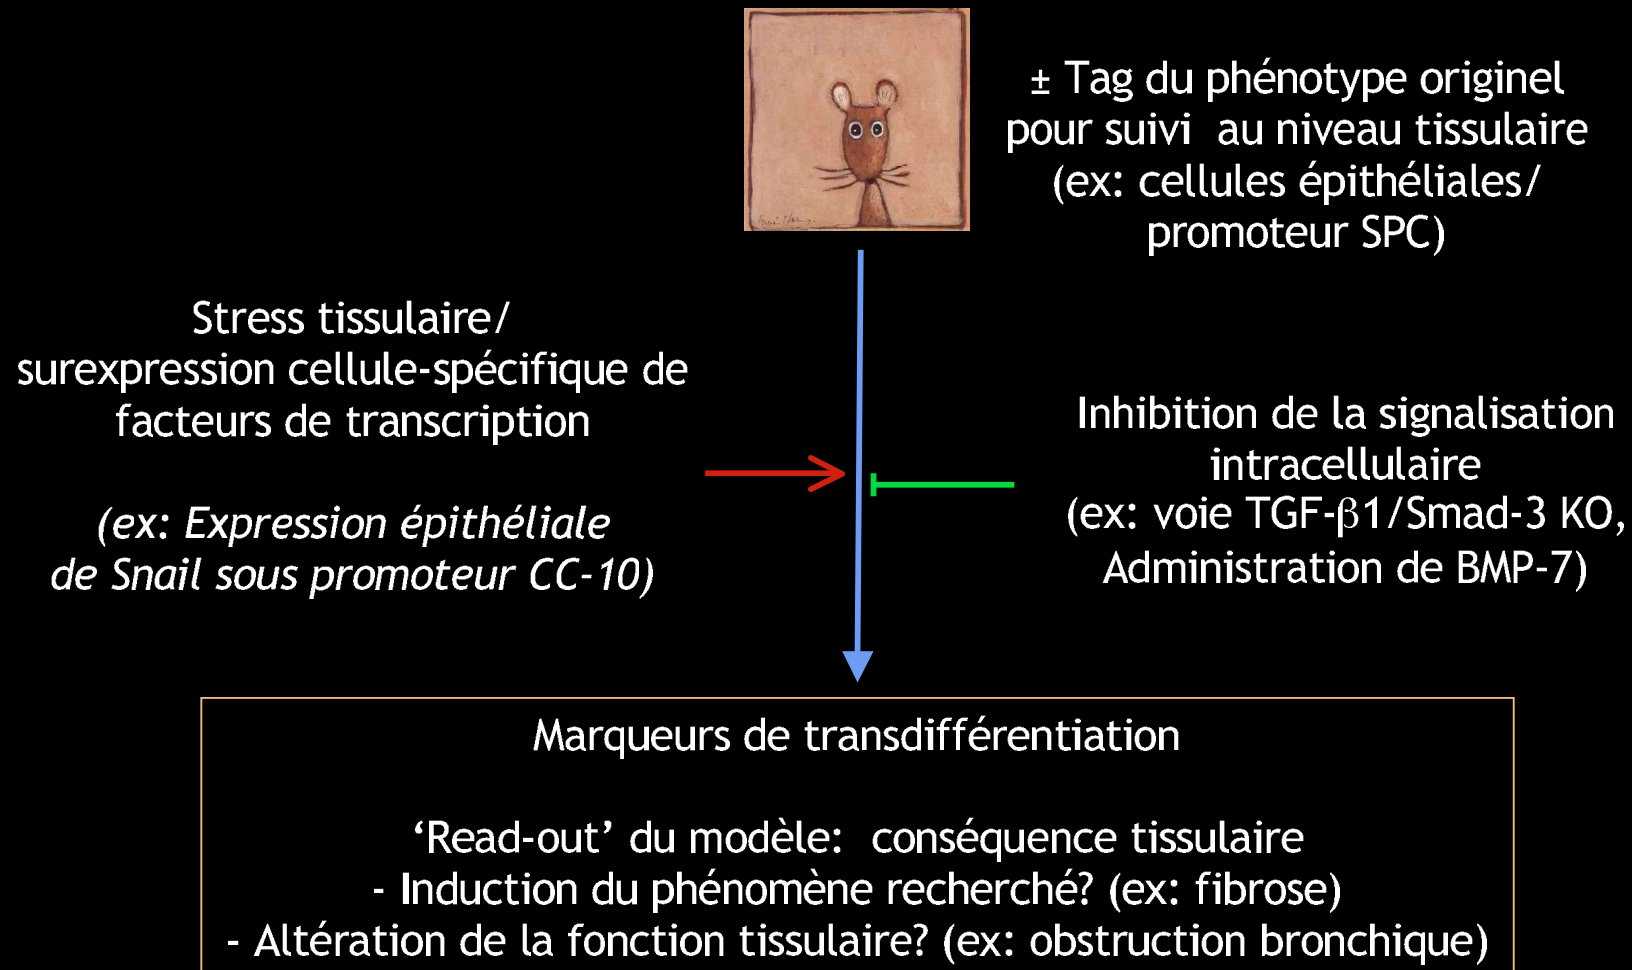 ± Tag du phénotype originel
pour suivi  au niveau tissulaire
(ex: cellules épithéliales/
promoteur SPC)
Stress tissulaire/
surexpression cellule-spécifique de
facteurs de transcription
(ex: Expression épithéliale
de Snail sous promoteur CC-10)
Inhibition de la signalisation
intracellulaire
(ex: voie TGF-β1/Smad-3 KO,
Administration de BMP-7)
Marqueurs de transdifférentiation
‘Read-out’ du modèle:  conséquence tissulaire
- Induction du phénomène recherché? (ex: fibrose)
- Altération de la fonction tissulaire? (ex: obstruction bronchique)